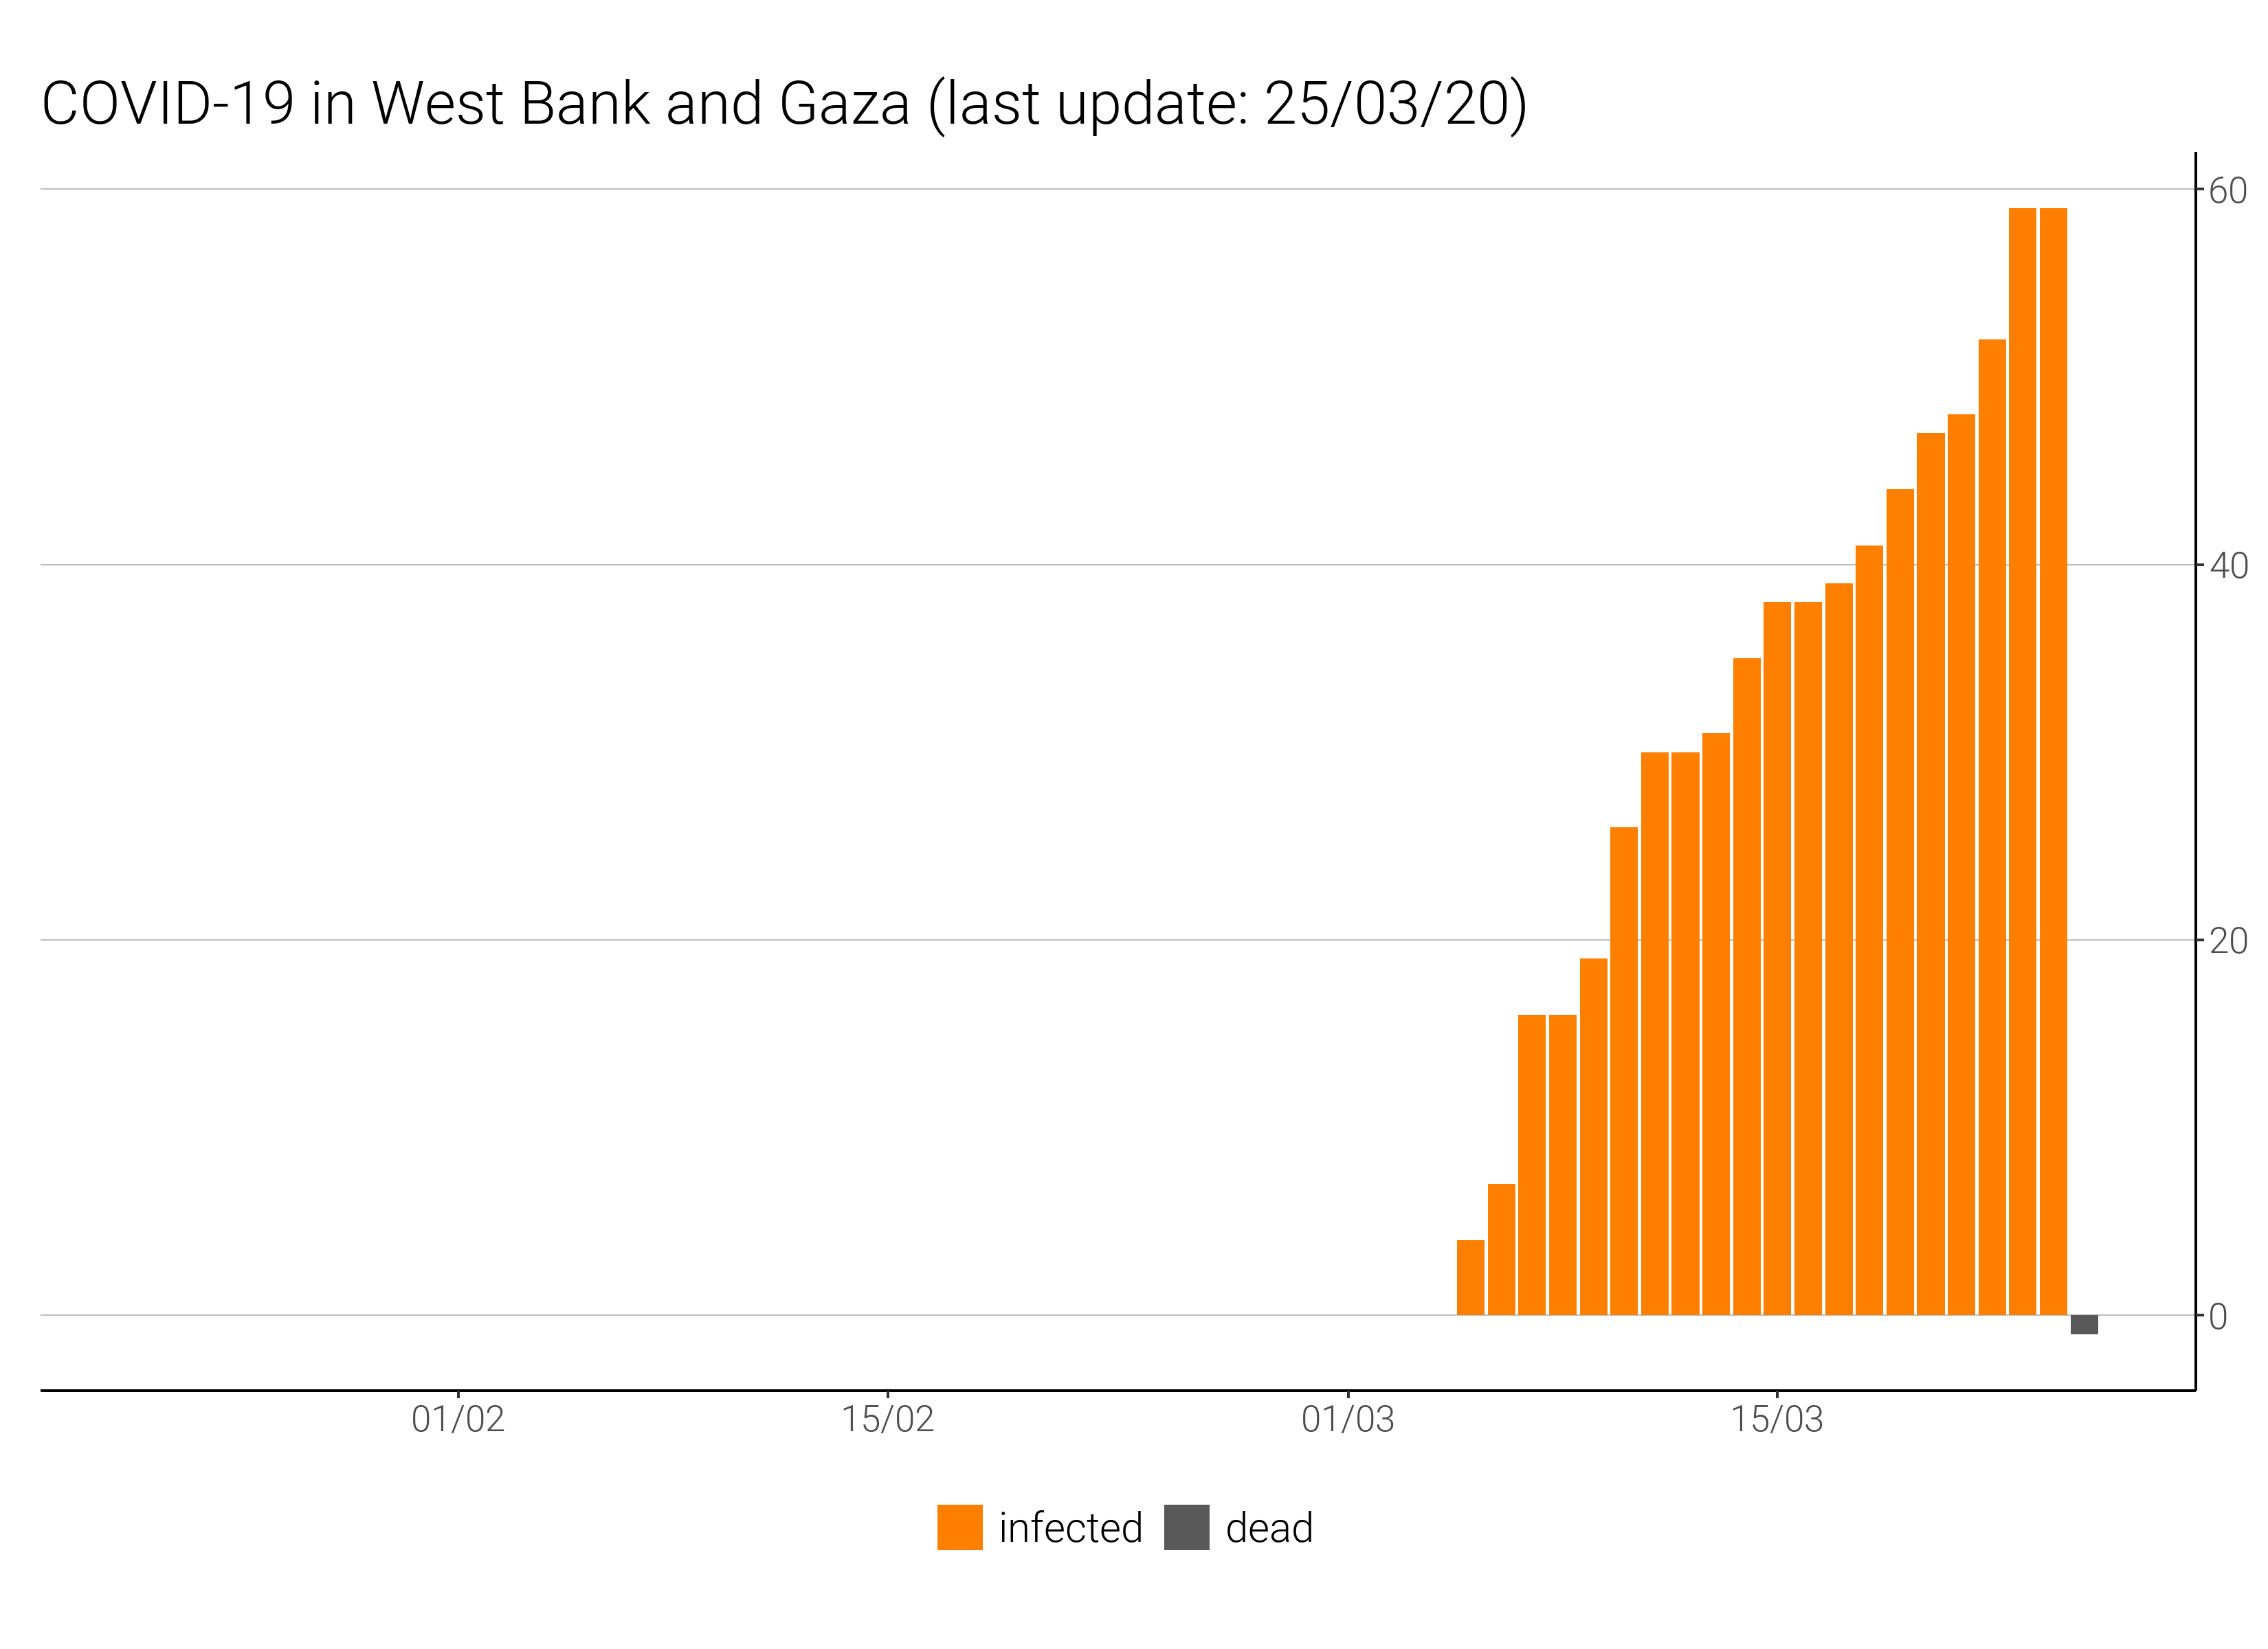 COVID-19 in West Bank and Gaza (last update: 25/03/20)
60
40
20
0
01/02 15/02 01/03 15/03
infected dead